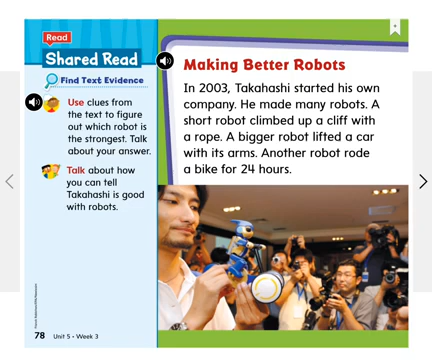 Read
Shared Read
Find Text Evidence
Use clues from
the text to figure
out which robot is
the strongest. Talk
about your answer.
Talk about how
you can tell
Takahashi is good
with robots.
78 Unit 5 • Week 3
Making Better Robots
In 2003, Takahashi started his own
company. He made many robots. A
short robot climbed up a cliff with
a rope. A bigger robot lifted a car
with its arms. Another robot rode
a bike for 24 hours.